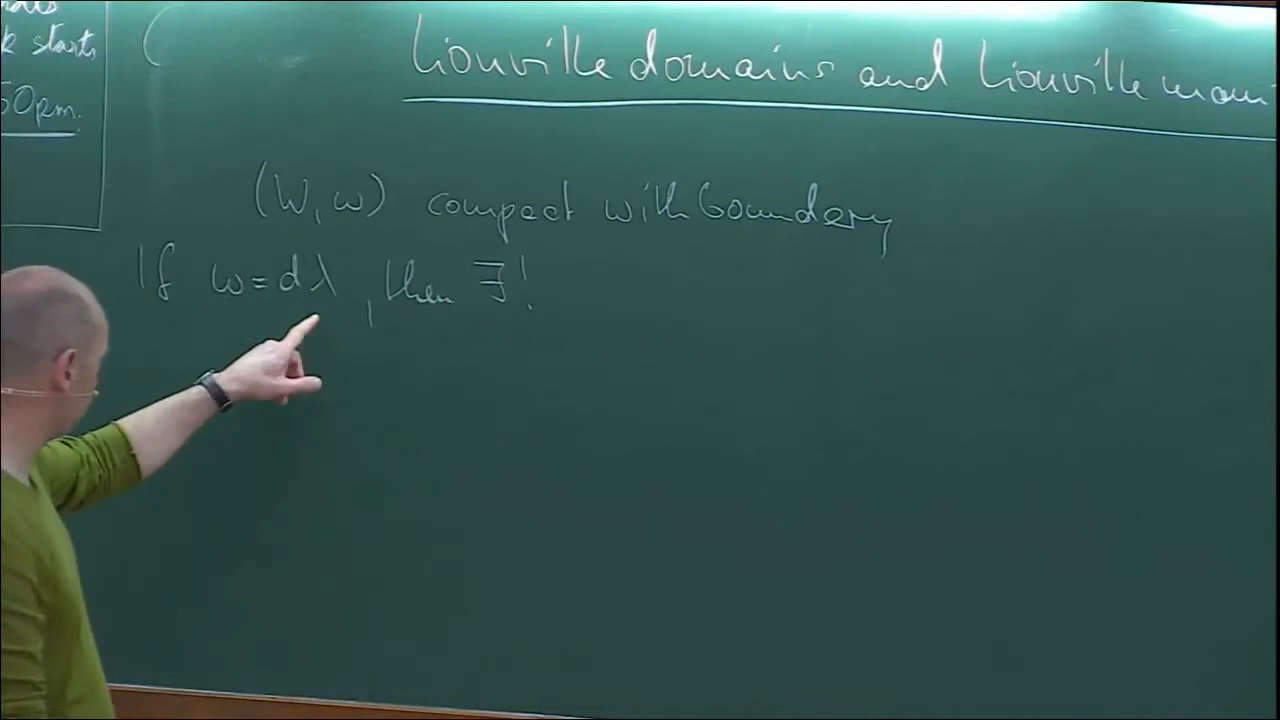 starts
50pm.
Liouville domains and Liouville mani
(W, ω) compact with boundary
If ω = dλ, then ∃!